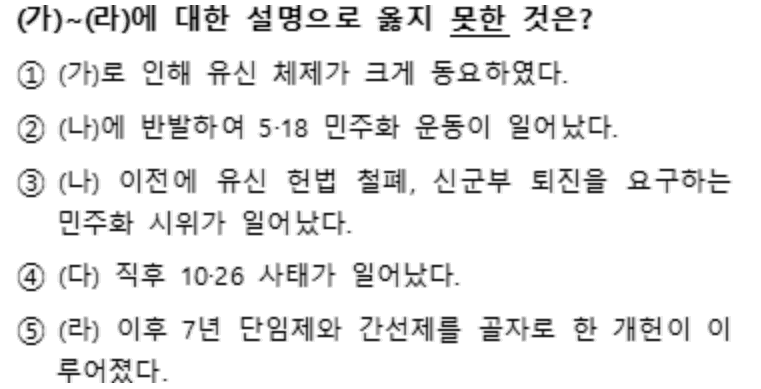 (가)~(라)에 대한 설명으로 옳지 못한 것은?
① (가)로 인해 유신 체제가 크게 동요하였다.
② (나)에 반발하여 5·18 민주화 운동이 일어났다.
③ (나) 이전에 유신 헌법 철폐, 신군부 퇴진을 요구하는
민주화 시위가 일어났다.
④ (다) 직후 10·26 사태가 일어났다.
⑤ (라) 이후 7년 단임제와 간선제를 골자로 한 개헌이 이
루어졌다.